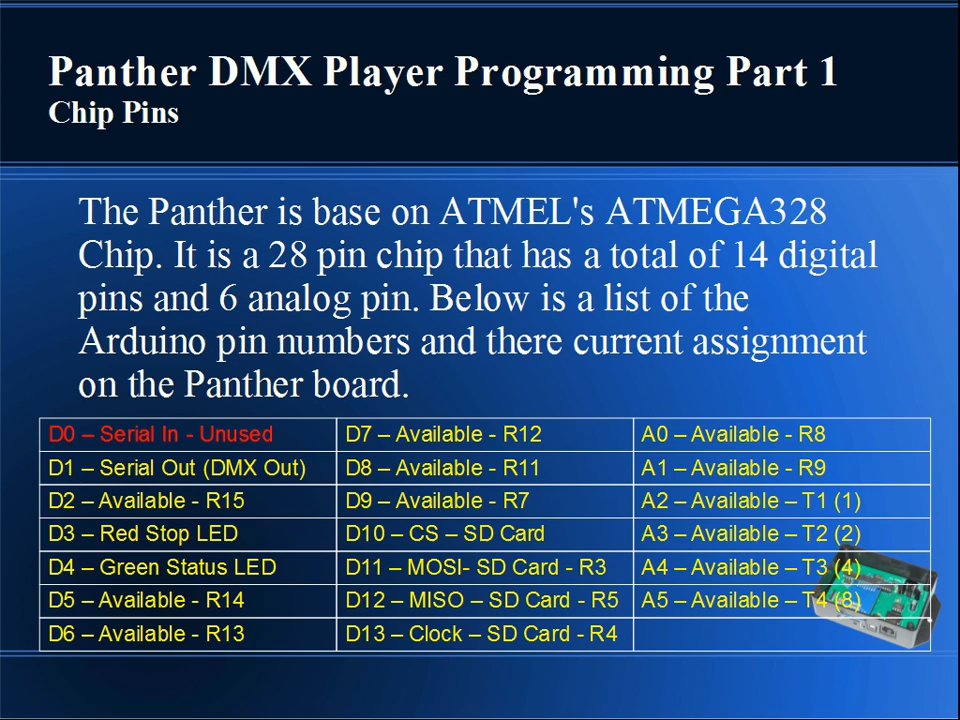 Panther DMX Player Programming Part 1
Chip Pins
The Panther is base on ATMEL's ATMEGA328
Chip. It is a 28 pin chip that has a total of 14 digital
pins and 6 analog pin. Below is a list of the
Arduino pin numbers and there current assignment
on the Panther board.
D0 – Serial In - Unused
D7 – Available - R12
A0 – Available - R8
D1 – Serial Out (DMX Out)
D8 – Available - R11
A1 – Available - R9
D2 – Available - R15
D9 – Available - R7
A2 – Available – T1 (1)
D3 – Red Stop LED
D10 – CS – SD Card
A3 – Available – T2 (2)
D4 – Green Status LED
D11 – MOSI- SD Card - R3
A4 – Available – T3 (4)
D5 – Available - R14
D12 – MISO – SD Card - R5
A5 – Available – T4 (8)
D6 – Available - R13
D13 – Clock – SD Card - R4